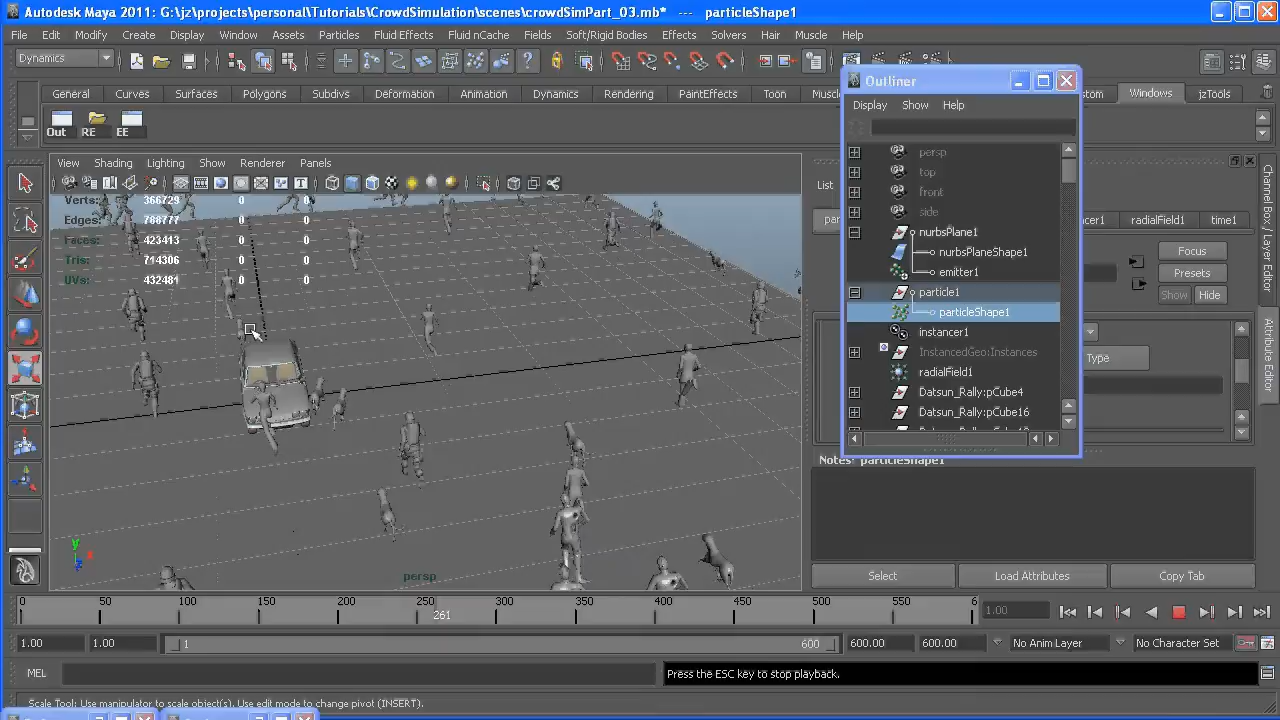 Autodesk Maya 2011: G:\jz\projects\personal\Tutorials\CrowdSimulation\scenes\crowdSimPart_03.mb* --- particleShape1
File Edit Modify Create Display Window Assets Particles Fluid Effects Fluid nCache Fields Soft/Rigid Bodies Effects Solvers Hair Muscle Help
Dynamics
General Curves Surfaces Polygons Subdivs Deformation Animation Dynamics Rendering PaintEffects Toon Windows jzTools
Out RE EE
View Shading Lighting Show Renderer Panels
Verts: 366729 0 0
Edges: 788777 0 0
Faces: 423413 0 0
Tris: 714306 0 0
UVs: 432481 0 0
persp
Outliner
Display Show Help
persp
top
front
side
nurbsPlane1
nurbsPlaneShape1
emitter1
particle1
particleShape1
instancer1
InstancedGeo:Instances
radialField1
Datsun_Rally:pCube4
Datsun_Rally:pCube16
List
radialField1 time1
Focus
Presets
Show Hide
Type
Notes: particleShape1
Select Load Attributes Copy Tab
Channel Box / Layer Editor
Attribute Editor
0 50 100 150 200 250 300 350 400 450 500 550 6
261
1.00
1.00 1.00 1 600 600.00 600.00 No Anim Layer No Character Set
MEL
Press the ESC key to stop playback.
Scale Tool: Use manipulator to scale object(s). Use edit mode to change pivot (INSERT).